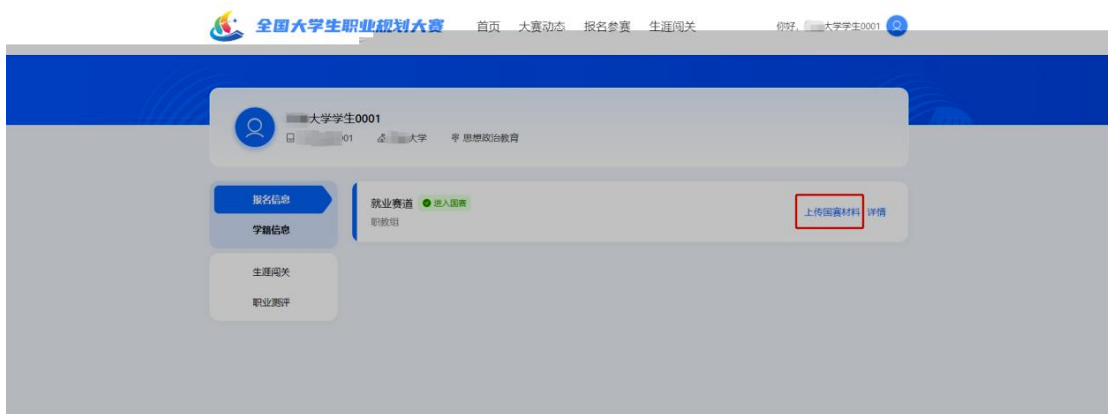 全国大学生职业规划大赛 首页 大赛动态 报名参赛 生涯闯关 你好, 大学学生0001
大学学生0001
01 大学 思想政治教育
报名信息
学籍信息
生涯闯关
职业测评
就业赛道 进入国赛
职教组
上传国赛材料 详情